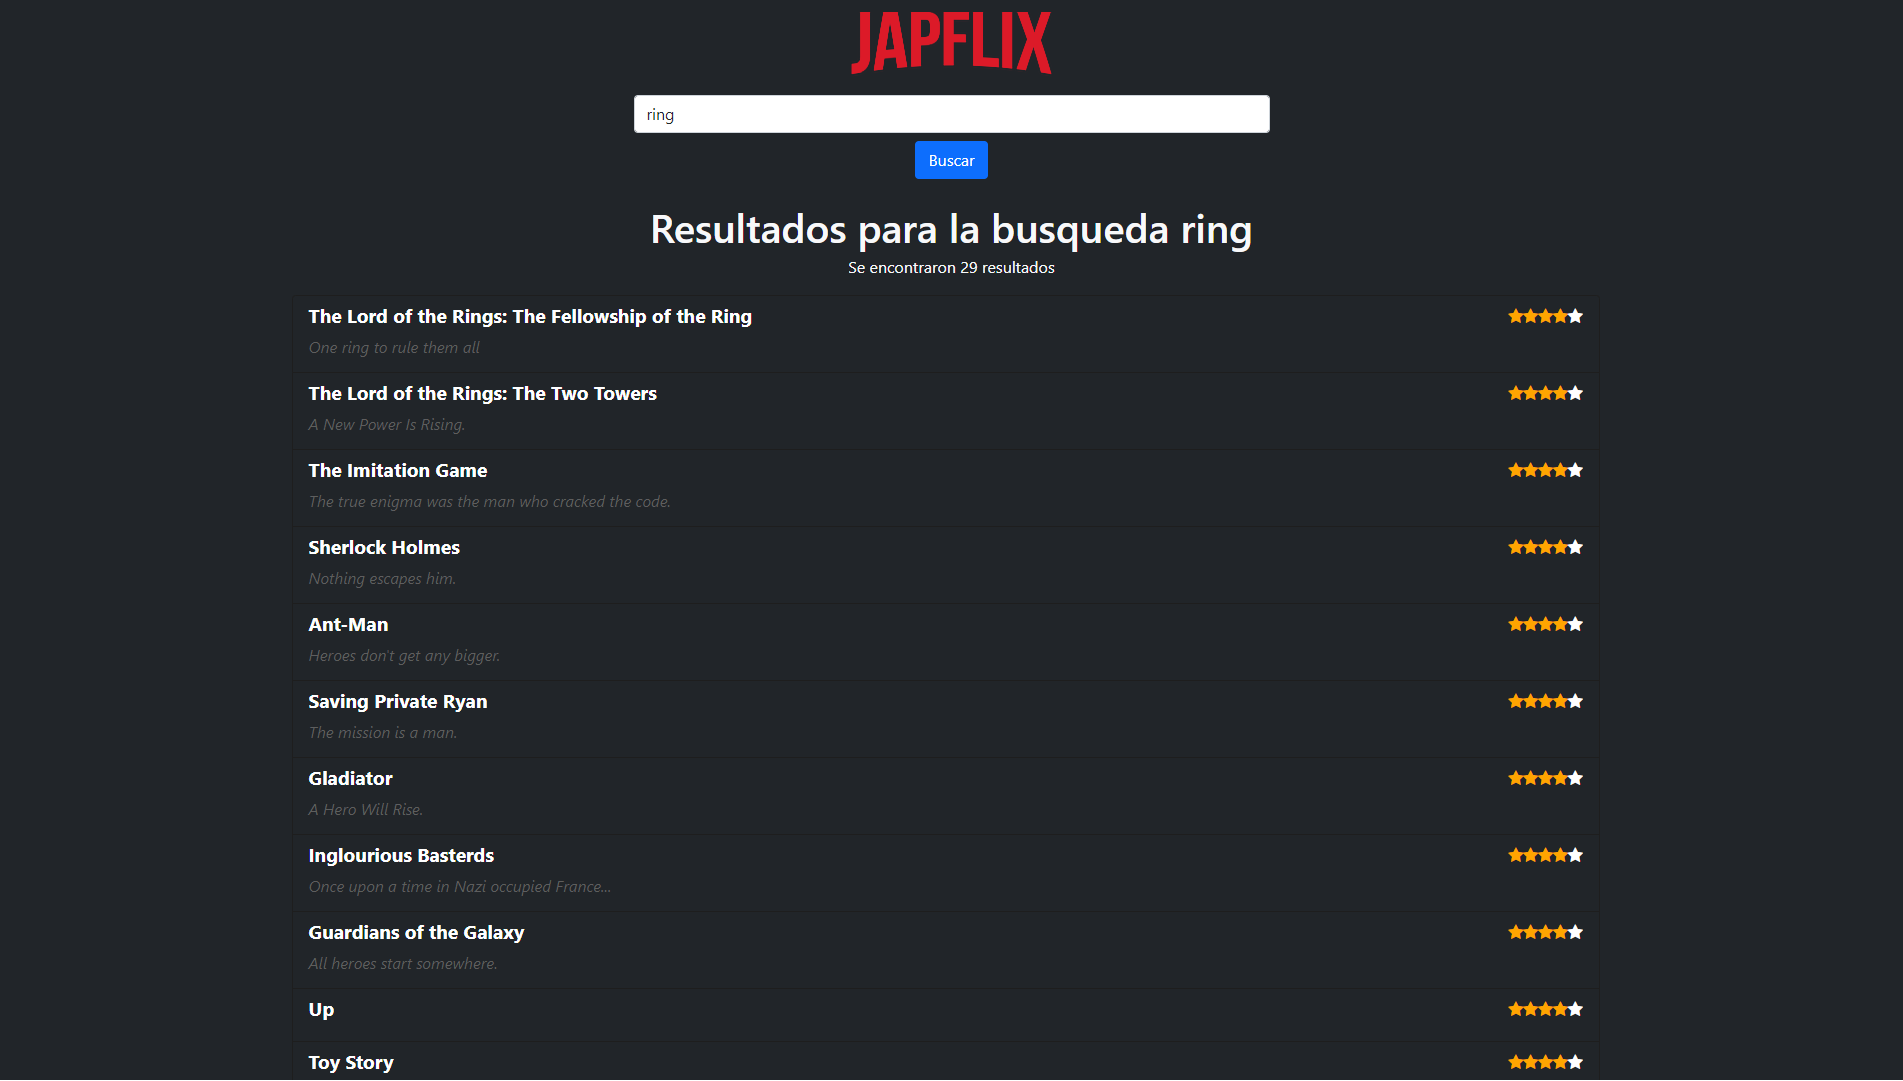 JAPFLIX
ring
Buscar
Resultados para la busqueda ring
Se encontraron 29 resultados
The Lord of the Rings: The Fellowship of the Ring
One ring to rule them all
The Lord of the Rings: The Two Towers
A New Power Is Rising.
The Imitation Game
The true enigma was the man who cracked the code.
Sherlock Holmes
Nothing escapes him.
Ant-Man
Heroes don't get any bigger.
Saving Private Ryan
The mission is a man.
Gladiator
A Hero Will Rise.
Inglourious Basterds
Once upon a time in Nazi occupied France...
Guardians of the Galaxy
All heroes start somewhere.
Up
Toy Story